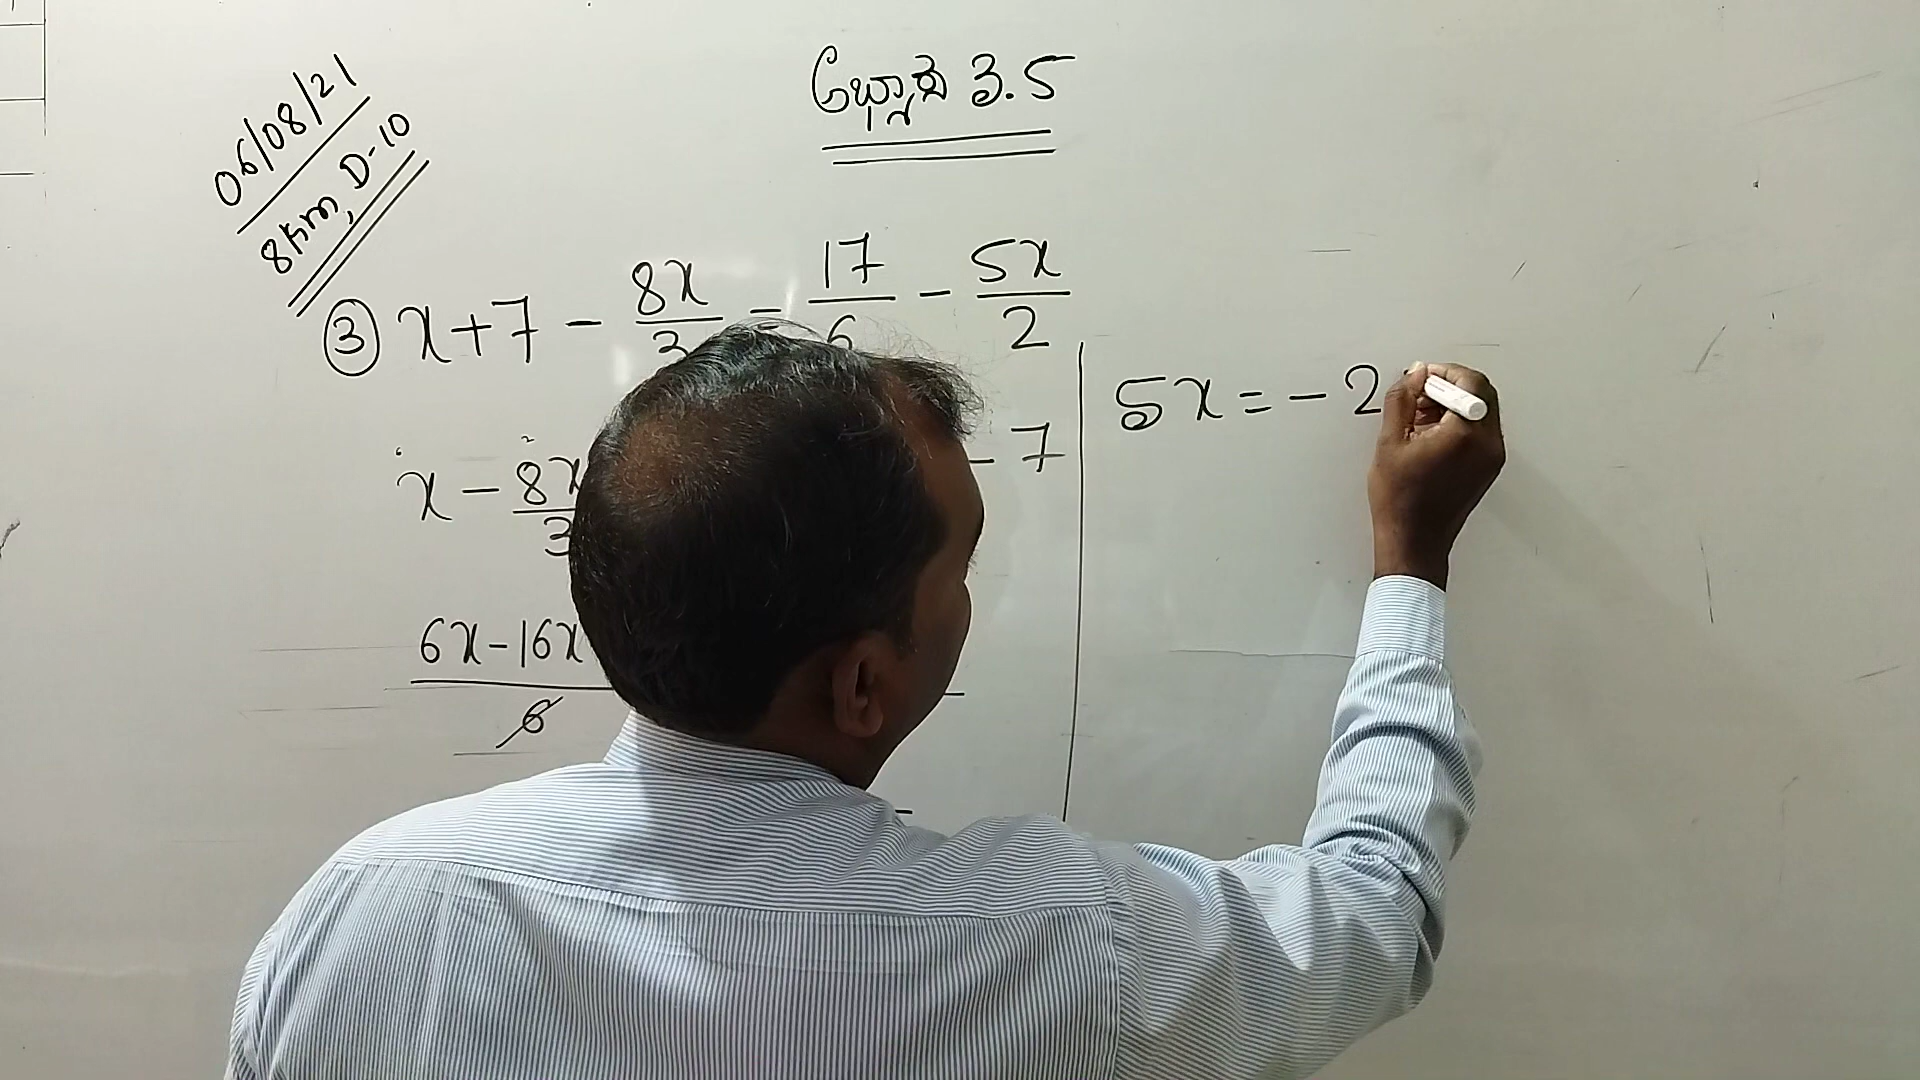 06/08/21
8Km, D-10
ಅಭ್ಯಾಸ 3.5
③ x+7 - 8x/3 = 17/6 - 5x/2
x - 8x/3 - 7
6x-16x
6
5x = - 2